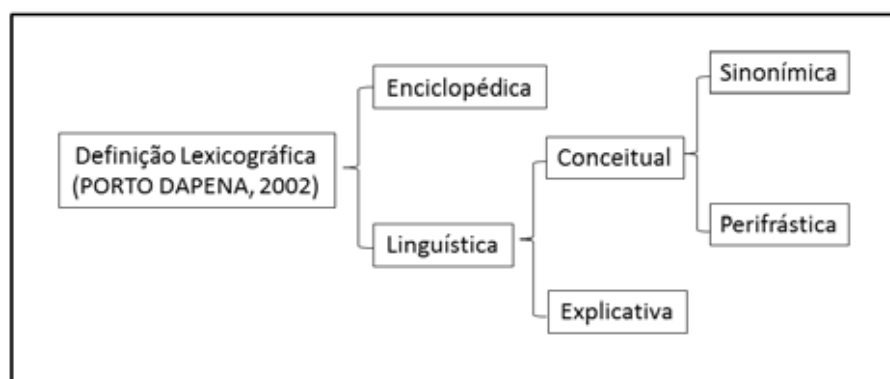 Sinonímica
Enciclopédica
Definição Lexicográfica
(PORTO DAPENA, 2002)
Conceitual
Linguística
Perifrástica
Explicativa